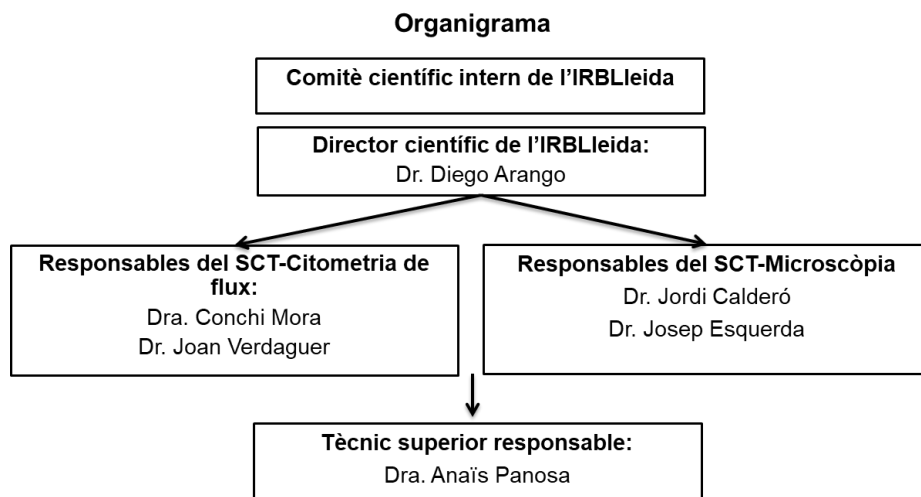 Organigrama
Comitè científic intern de l'IRBLleida
Director científic de l'IRBLleida:
Dr. Diego Arango
Responsables del SCT-Citometria de
flux:
Dra. Conchi Mora
Dr. Joan Verdaguer
Responsables del SCT-Microscòpia
Dr. Jordi Calderó
Dr. Josep Esquerda
Tècnic superior responsable:
Dra. Anaïs Panosa